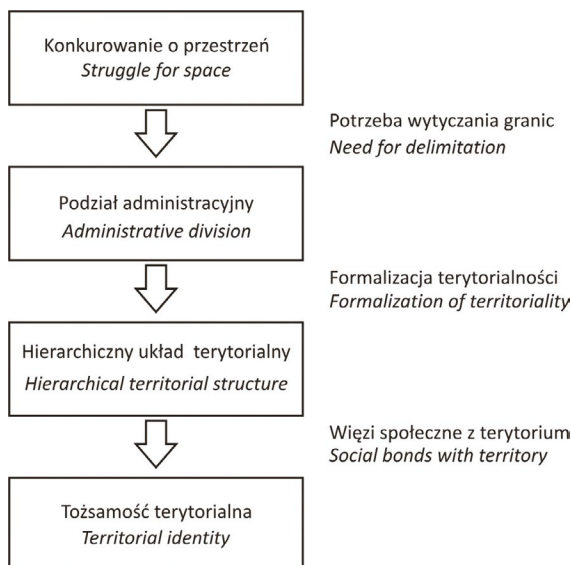 Konkurowanie o przestrzeń
Struggle for space
Potrzeba wytyczania granic
Need for delimitation
Podział administracyjny
Administrative division
Formalizacja terytorialności
Formalization of territoriality
Hierarchiczny układ terytorialny
Hierarchical territorial structure
Więzi społeczne z terytorium
Social bonds with territory
Tożsamość terytorialna
Territorial identity